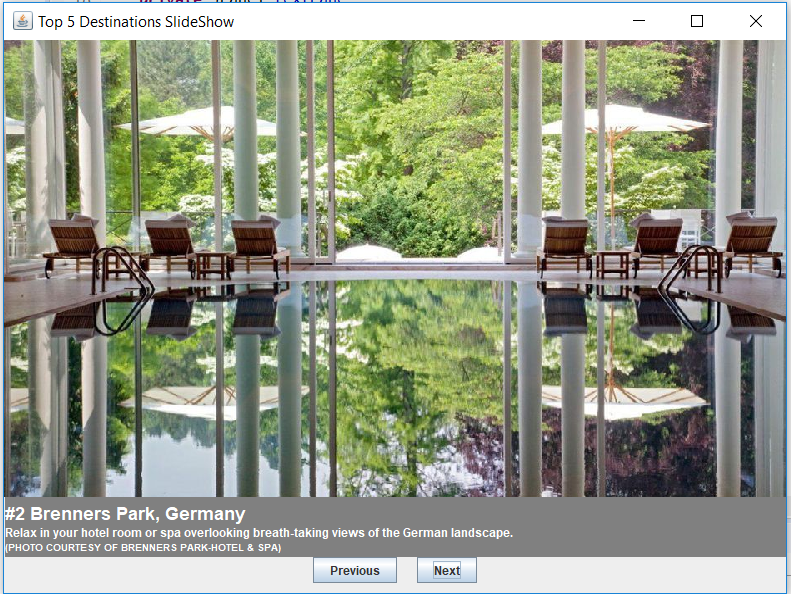 Top 5 Destinations SlideShow
#2 Brenners Park, Germany
Relax in your hotel room or spa overlooking breath-taking views of the German landscape.
(PHOTO COURTESY OF BRENNERS PARK-HOTEL & SPA)
Previous Next